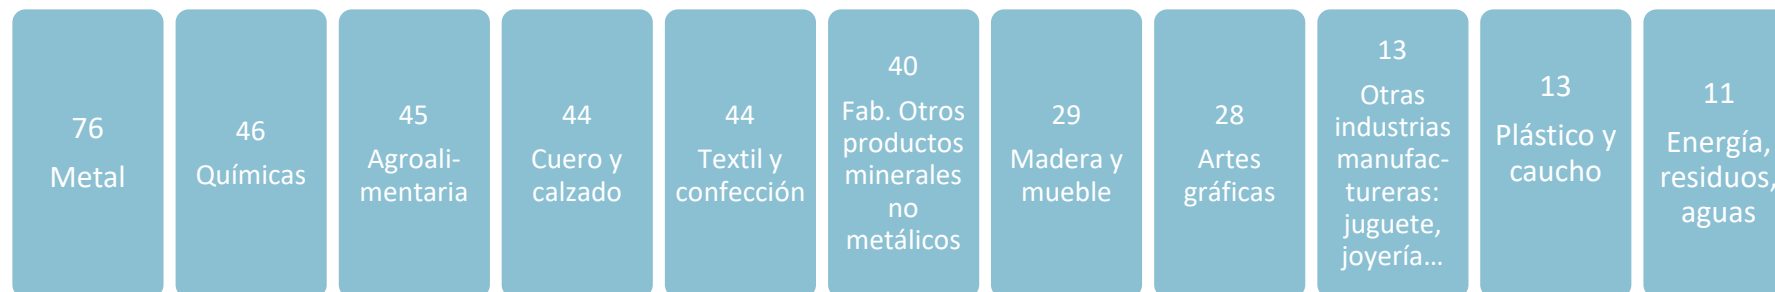 76
Metal
46
Químicas
45
Agroali-
mentaria
44
Cuero y
calzado
44
Textil y
confección
40
Fab. Otros
productos
minerales
no
metálicos
29
Madera y
mueble
28
Artes
gráficas
13
Otras
industrias
manufac-
tureras:
juguete,
joyería...
13
Plástico y
caucho
11
Energía,
residuos,
aguas